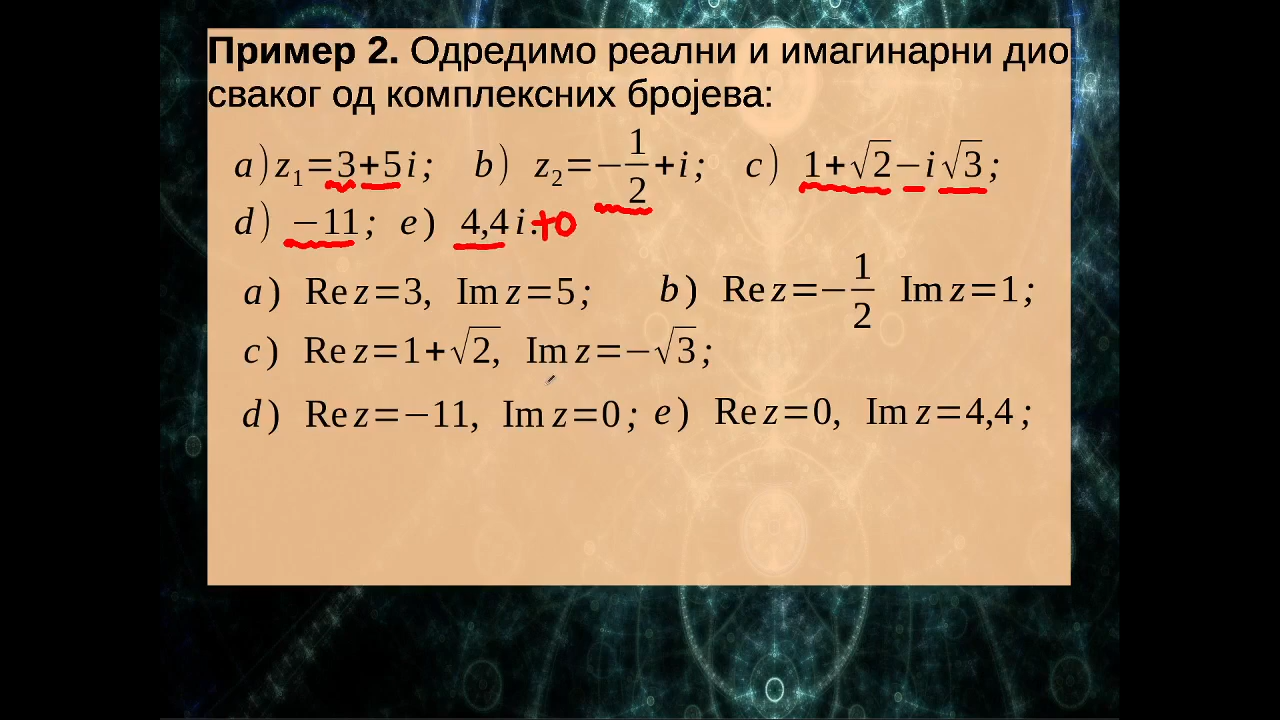 Пример 2. Одредимо реални и имагинарни дио
сваког од комплексних бројева:
a) z₁=3+5i; b) z₂=−1/2+i; c) 1+√2−i√3;
d) −11; e) 4,4i.+0
a) Re z=3, Im z=5; b) Re z=−1/2 Im z=1;
c) Re z=1+√2, Im z=−√3;
d) Re z=−11, Im z=0; e) Re z=0, Im z=4,4;